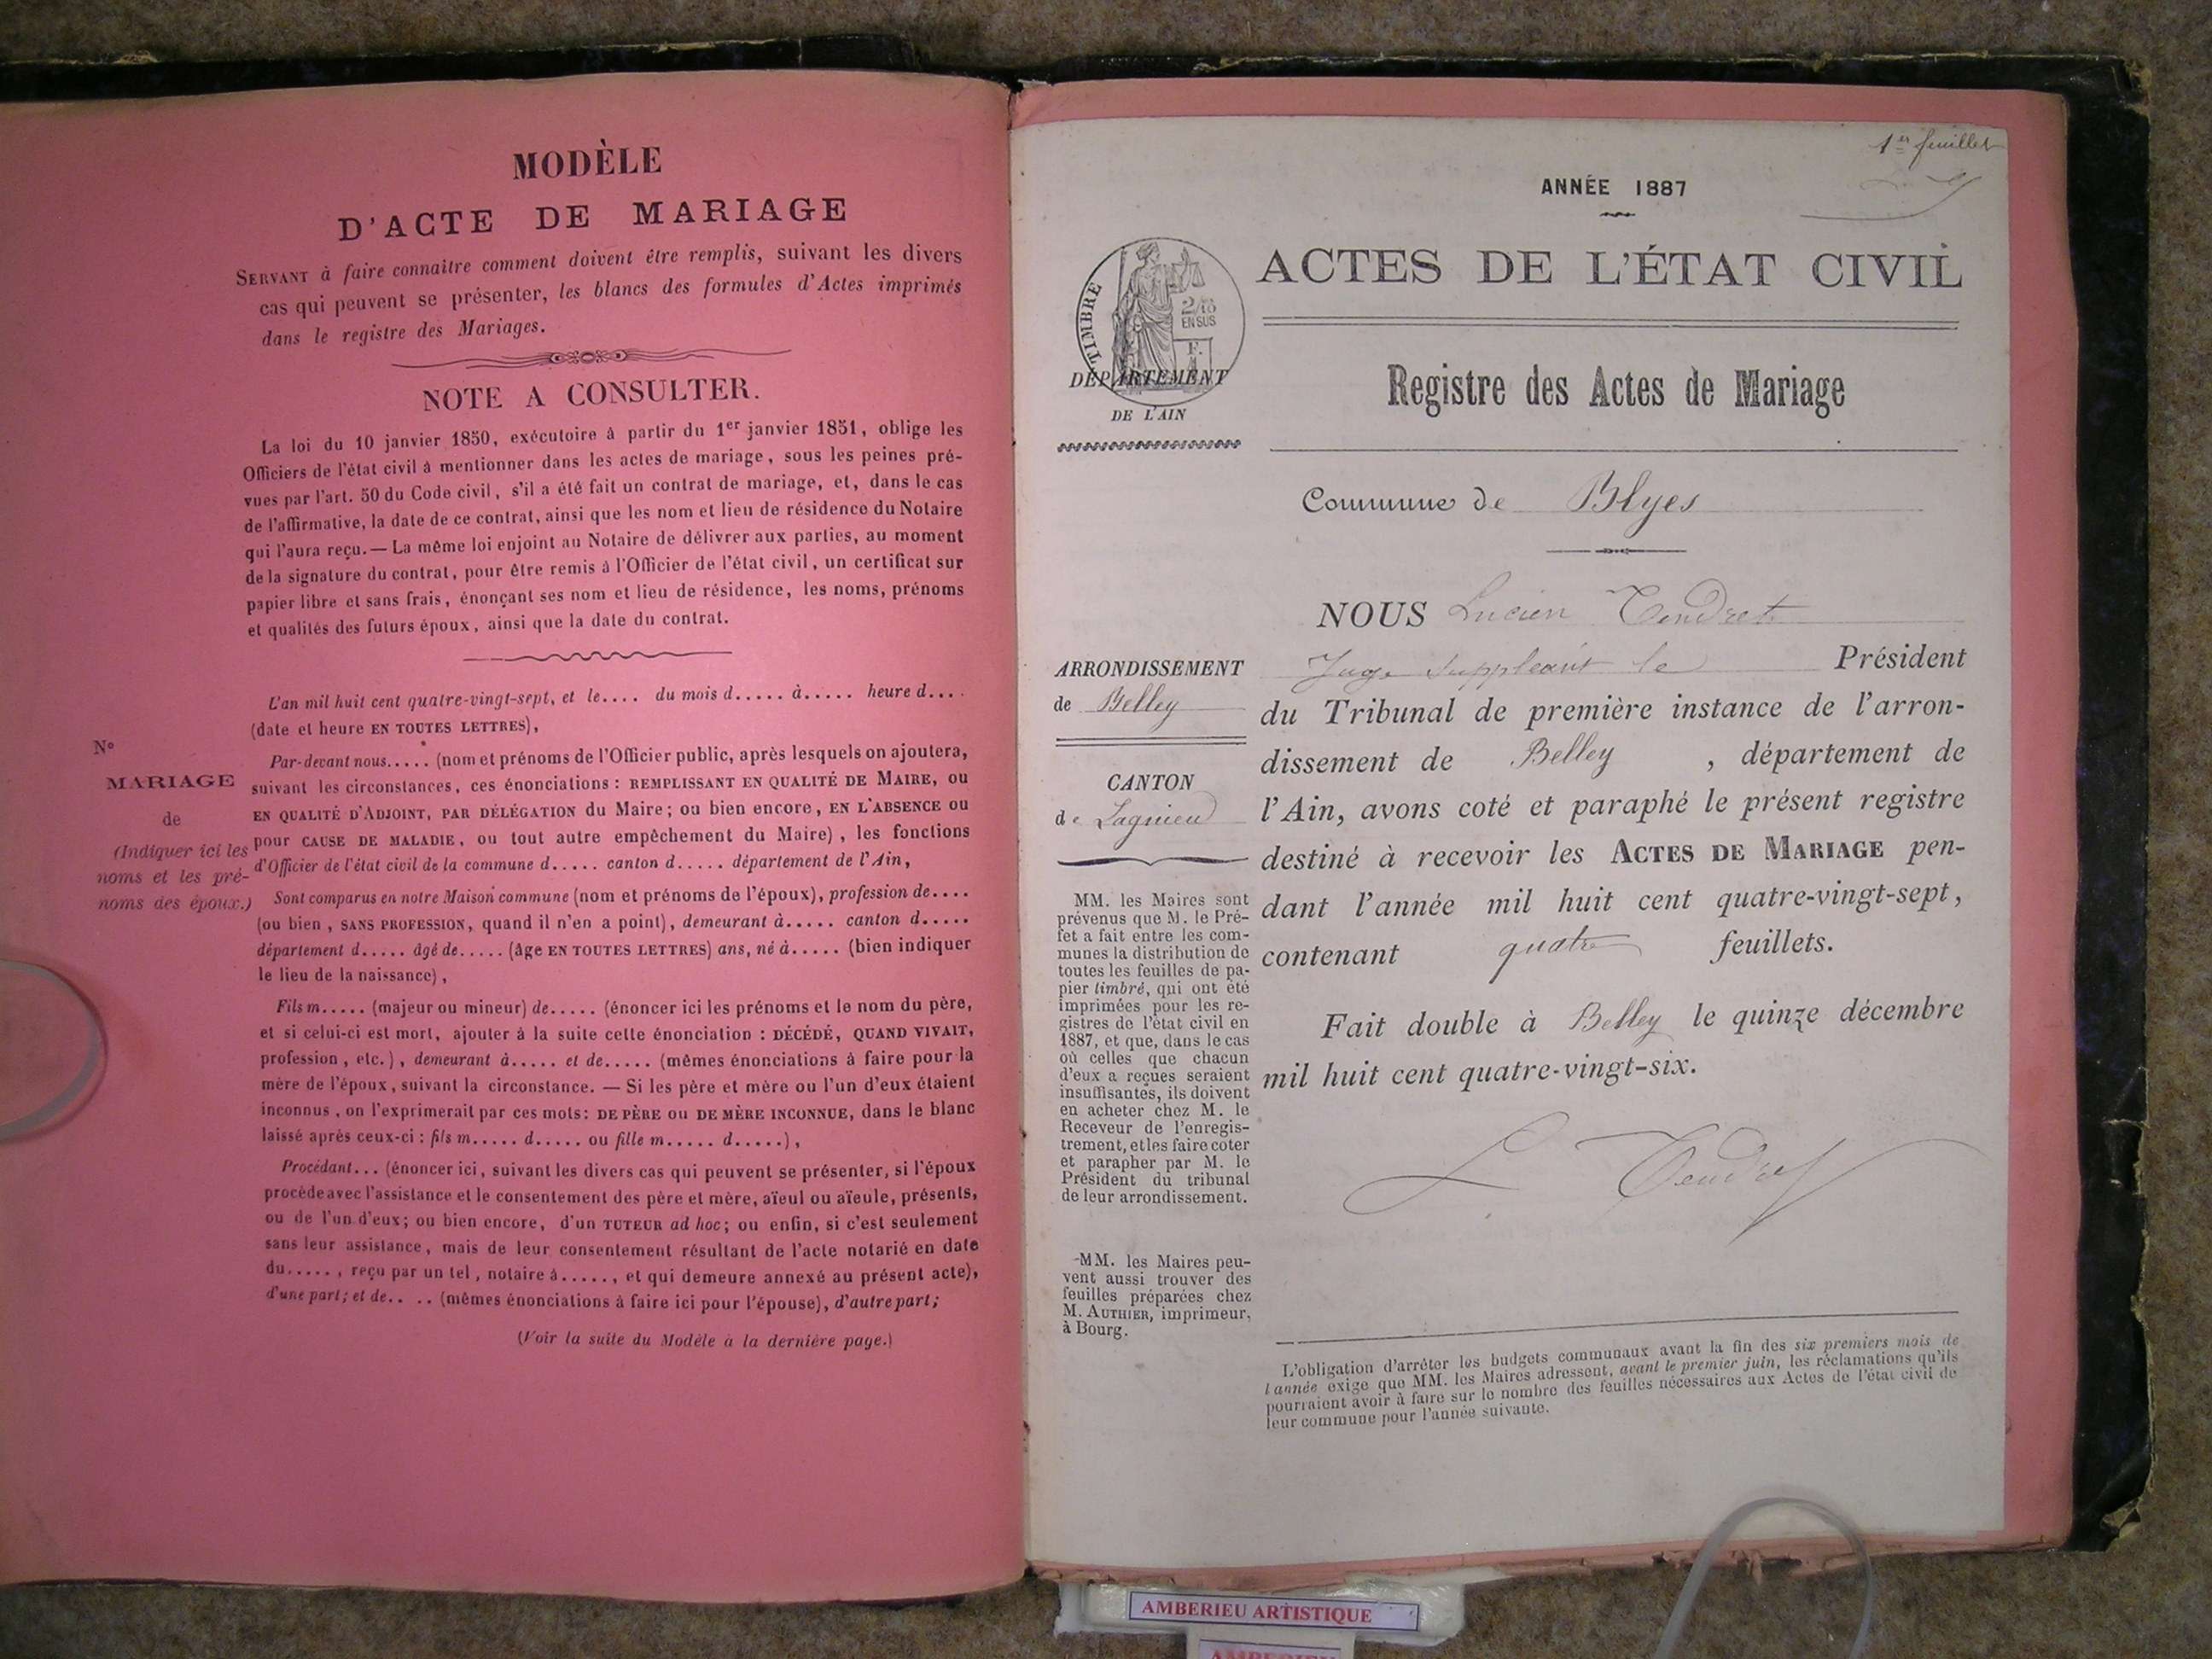 MODÈLE
D'ACTE DE MARIAGE
SERVANT à faire connaitre comment doivent être remplis, suivant les divers
cas qui peuvent se présenter, les blancs des formules d'Actes imprimés
dans le registre des Mariages.
NOTE A CONSULTER.
La loi du 10 janvier 1850, exécutoire à partir du 1er janvier 1851, oblige les
Officiers de l'état civil à mentionner dans les actes de mariage, sous les peines pré-
vues par l'art. 50 du Code civil, s'il a été fait un contrat de mariage, et, dans le cas
de l'affirmative, la date de ce contrat, ainsi que les nom et lieu de résidence du Notaire
qui l'aura reçu.— La même loi enjoint au Notaire de délivrer aux parties, au moment
de la signature du contrat, pour être remis à l'Officier de l'état civil, un certificat sur
papier libre et sans frais, énonçant ses nom et lieu de résidence, les noms, prénoms
et qualités des futurs époux, ainsi que la date du contrat.
L'an mil huit cent quatre-vingt-sept, et le.... du mois d..... à..... heure d....
(date et heure EN TOUTES LETTRES),
N°
MARIAGE
de
(Indiquer ici les
noms et les pré-
noms des époux.)
Par-devant nous..... (nom et prénoms de l'Officier public, après lesquels on ajoutera,
suivant les circonstances, ces énonciations : REMPLISSANT EN QUALITÉ DE MAIRE, ou
EN QUALITÉ D'ADJOINT, PAR DÉLÉGATION du Maire; ou bien encore, EN L'ABSENCE ou
pour CAUSE DE MALADIE, ou tout autre empêchement du Maire), les fonctions
d'Officier de l'état civil de la commune d..... canton d..... département de l'Ain,
Sont comparus en notre Maison commune (nom et prénoms de l'époux), profession de....
(ou bien, SANS PROFESSION, quand il n'en a point), demeurant à..... canton d.....
département d..... âgé de..... (âge EN TOUTES LETTRES) ans, né à..... (bien indiquer
le lieu de la naissance),
Fils m..... (majeur ou mineur) de..... (énoncer ici les prénoms et le nom du père,
et si celui-ci est mort, ajouter à la suite cette énonciation : DÉCÉDÉ, QUAND VIVAIT,
profession, etc.), demeurant à..... et de..... (mêmes énonciations à faire pour la
mère de l'époux, suivant la circonstance. — Si les père et mère ou l'un d'eux étaient
inconnus, on l'exprimerait par ces mots: DE PÈRE ou DE MÈRE INCONNUE, dans le blanc
laissé après ceux-ci : fils m..... d..... ou fille m..... d.....),
Procédant... (énoncer ici, suivant les divers cas qui peuvent se présenter, si l'époux
procède avec l'assistance et le consentement des père et mère, aïeul ou aïeule, présents,
ou de l'un d'eux; ou bien encore, d'un TUTEUR ad hoc; ou enfin, si c'est seulement
sans leur assistance, mais de leur consentement résultant de l'acte notarié en date
du....., reçu par un tel, notaire à....., et qui demeure annexé au présent acte),
d'une part; et de.. .. (mêmes énonciations à faire ici pour l'épouse), d'autre part;
(Voir la suite du Modèle à la dernière page.)
1er feuillet
ANNÉE 1887
ACTES DE L'ÉTAT CIVIL
TIMBRE
2/10
EN SUS
F.
DÉPARTEMENT
DE L'AIN
Registre des Actes de Mariage
Commune de Blyes
NOUS Lucien Tendret
Juge suppléant le Président
du Tribunal de première instance de l'arron-
dissement de Belley, département de
l'Ain, avons coté et paraphé le présent registre
destiné à recevoir les ACTES DE MARIAGE pen-
dant l'année mil huit cent quatre-vingt-sept,
contenant quatre feuillets.
Fait double à Belley le quinze décembre
mil huit cent quatre-vingt-six.
L Tendret
ARRONDISSEMENT
de Belley
CANTON
de Lagnieu
MM. les Maires sont
prévenus que M. le Pré-
fet a fait entre les com-
munes la distribution de
toutes les feuilles de pa-
pier timbré, qui ont été
imprimées pour les re-
gistres de l'état civil en
1887, et que, dans le cas
où celles que chacun
d'eux a reçues seraient
insuffisantes, ils doivent
en acheter chez M. le
Receveur de l'enregis-
trement, et les faire coter
et parapher par M. le
Président du tribunal
de leur arrondissement.
MM. les Maires peu-
vent aussi trouver des
feuilles préparées chez
M. AUTHIER, imprimeur,
à Bourg.
L'obligation d'arrêter les budgets communaux avant la fin des six premiers mois de
l'année exige que MM. les Maires adressent, avant le premier juin, les réclamations qu'ils
pourraient avoir à faire sur le nombre des feuilles nécessaires aux Actes de l'état civil de
leur commune pour l'année suivante.
AMBERIEU ARTISTIQUE
AMBERIEU